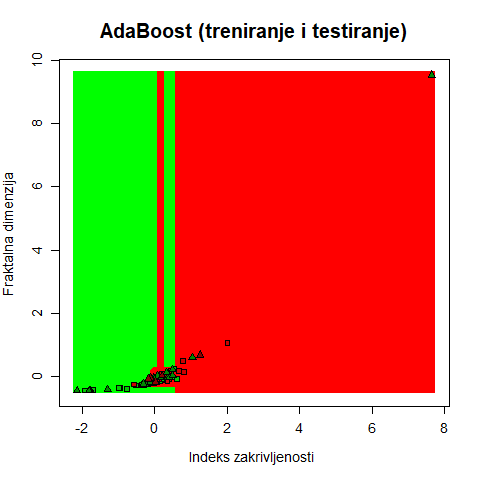 AdaBoost (treniranje i testiranje)
Fraktalna dimenzija
10
8
6
4
2
0
-2 0 2 4 6 8
Indeks zakrivljenosti